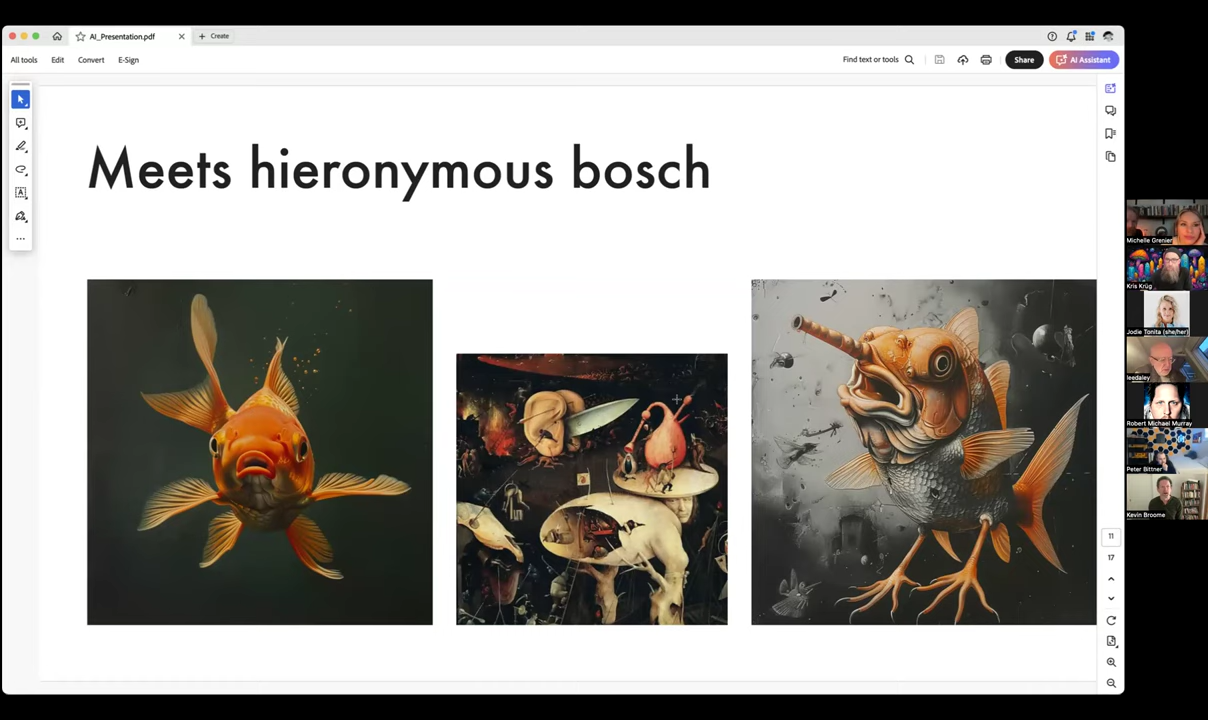 AI_Presentation.pdf
Create
All tools
Edit
Convert
E-Sign
Find text or tools
Share
AI Assistant
Meets hieronymous bosch
Michelle Grenier
Kris Krüg
Jodie Tonita (she/her)
leedaley
Robert Michael Murray
Peter Bittner
Kevin Broome
11
17